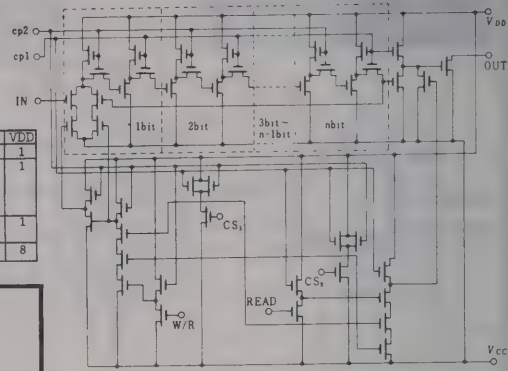 cp2
cp1
IN
VDD
OUT
1bit
2bit
3bit~
n-1bit
nbit
VDD
1
1
1
8
CS₁
CS₂
READ
W/R
VCC